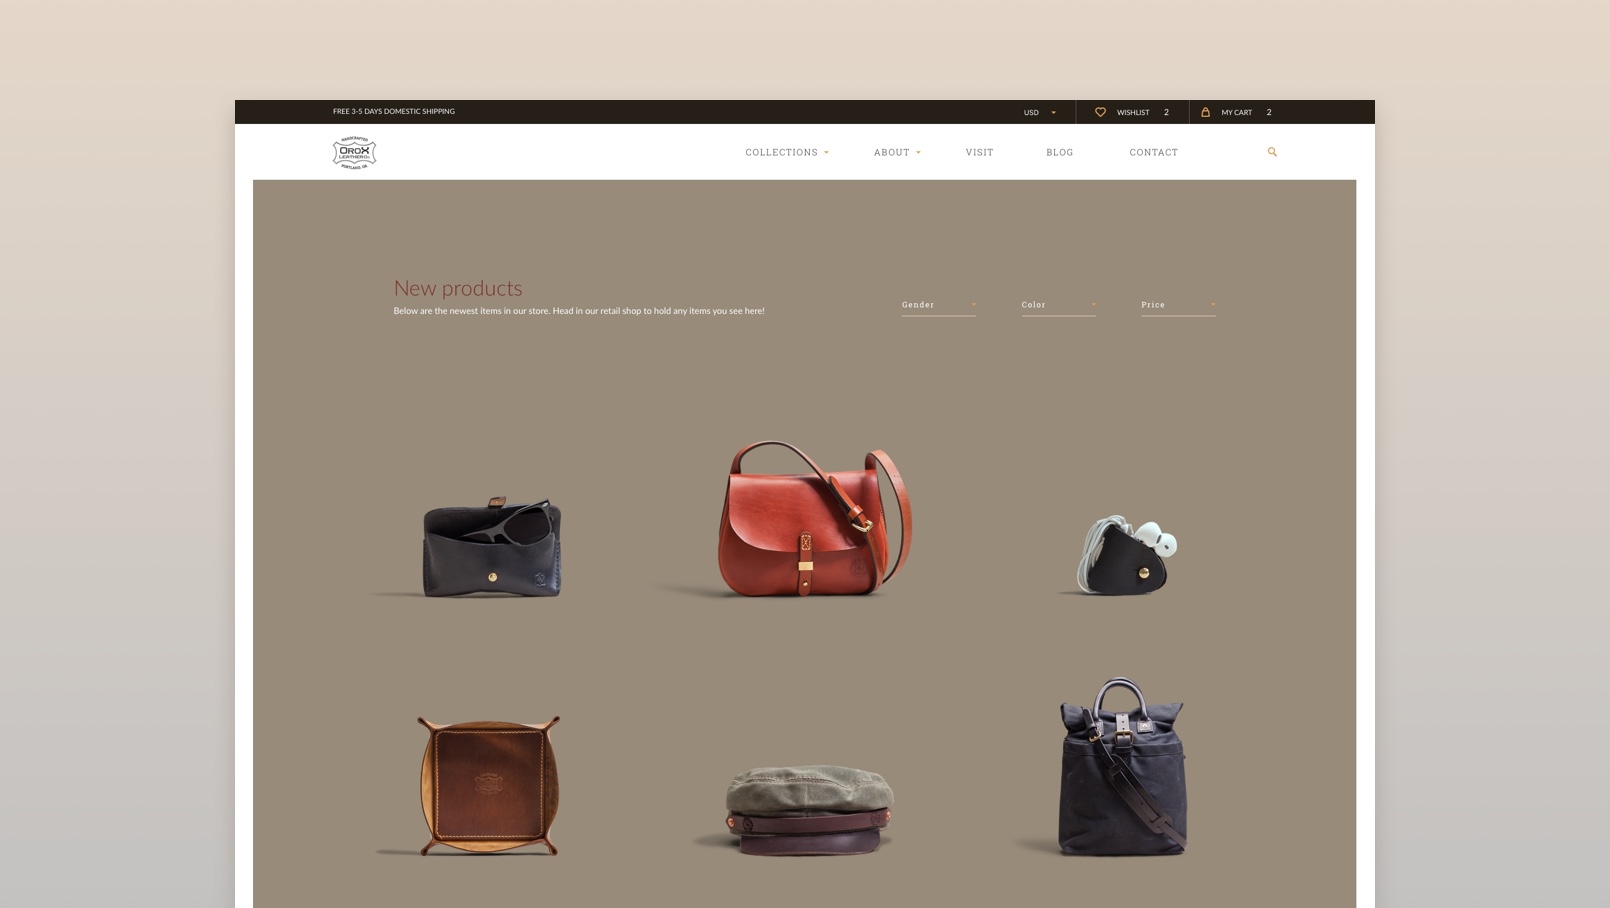 FREE 3-5 DAYS DOMESTIC SHIPPING
USD
WISHLIST 2
MY CART 2
HANDCRAFTED
OROX
LEATHER Co.
PORTLAND, OR
COLLECTIONS
ABOUT
VISIT
BLOG
CONTACT
New products
Below are the newest items in our store. Head in our retail shop to hold any items you see here!
Gender
Color
Price